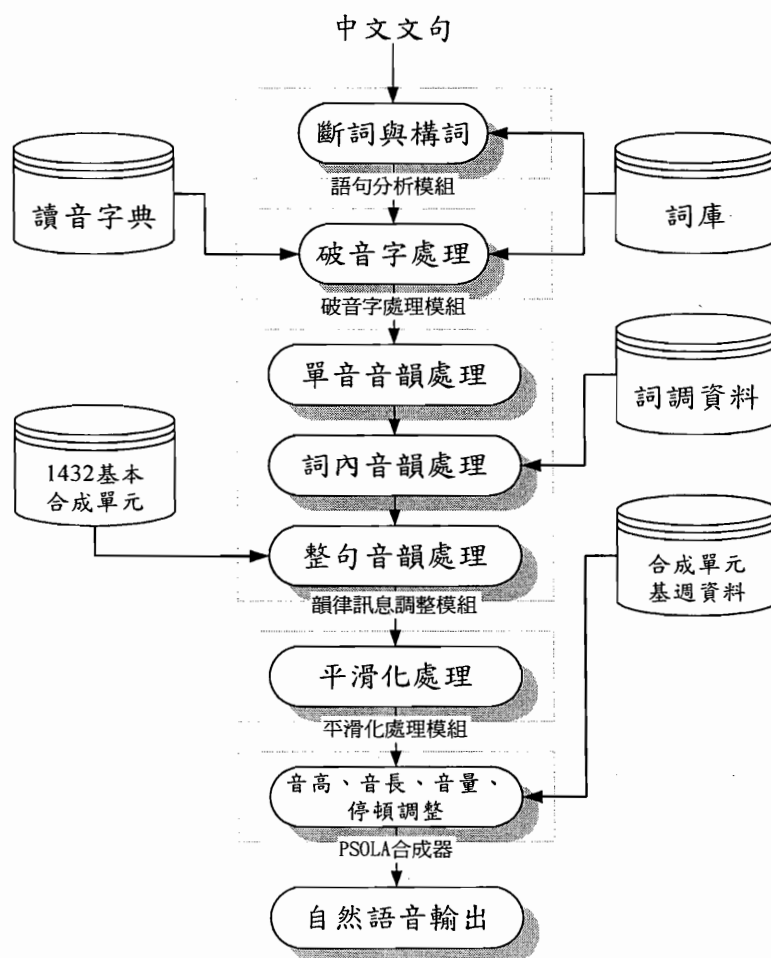 中文文句
斷詞與構詞
語句分析模組
讀音字典
詞庫
破音字處理
破音字處理模組
單音音韻處理
詞調資料
詞內音韻處理
1432基本
合成單元
整句音韻處理
韻律訊息調整模組
合成單元
基週資料
平滑化處理
平滑化處理模組
音高、音長、音量、
停頓調整
PSOLA合成器
自然語音輸出